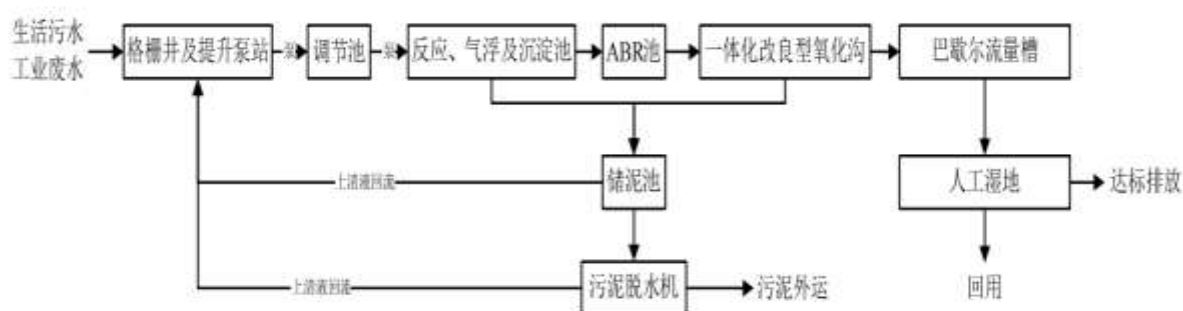 生活污水
工业废水
格栅井及提升泵站
泵
调节池
泵
反应、气浮及沉淀池
ABR池
一体化改良型氧化沟
巴歇尔流量槽
上清液回流
储泥池
人工湿地
达标排放
上清液回流
污泥脱水机
污泥外运
回用